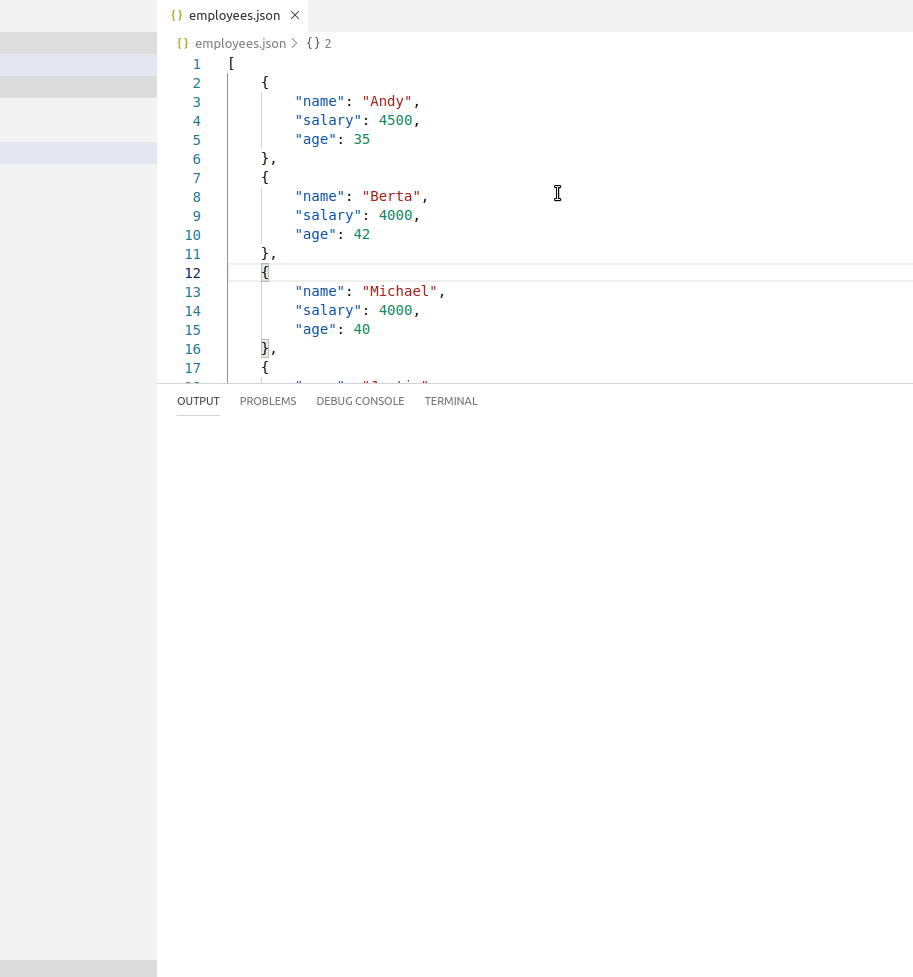 employees.json
employees.json > {} 2
1 [
2     {
3         "name": "Andy",
4         "salary": 4500,
5         "age": 35
6     },
7     {
8         "name": "Berta",
9         "salary": 4000,
10         "age": 42
11     },
12     {
13         "name": "Michael",
14         "salary": 4000,
15         "age": 40
16     },
17     {
OUTPUT PROBLEMS DEBUG CONSOLE TERMINAL